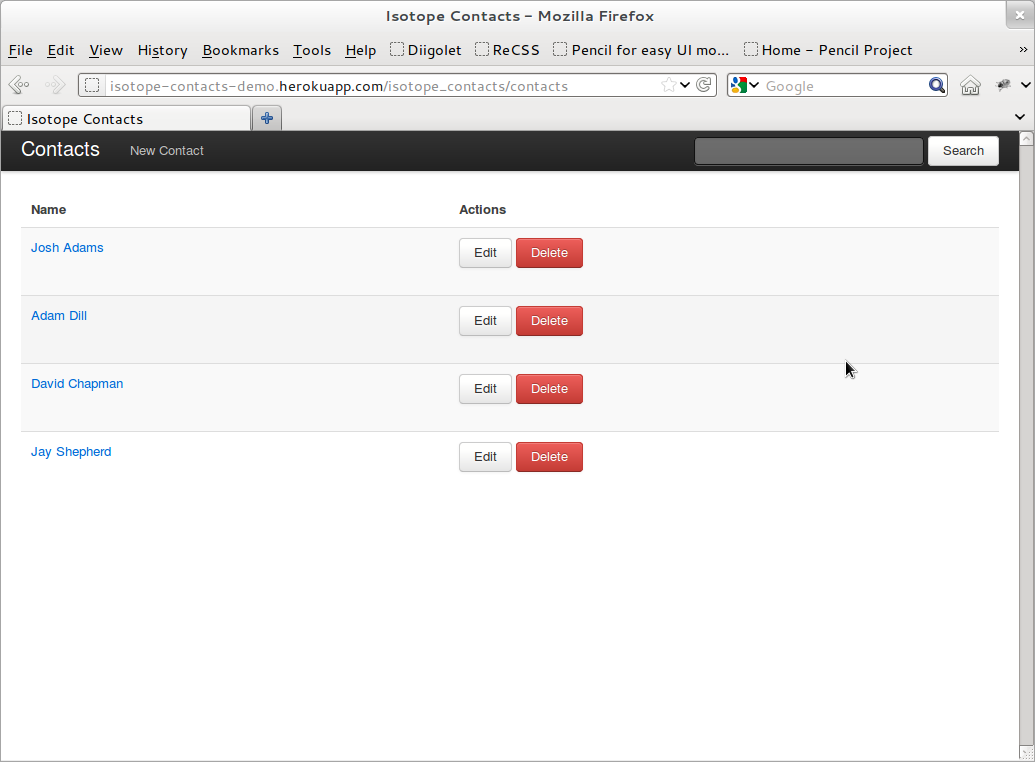 Isotope Contacts - Mozilla Firefox
File Edit View History Bookmarks Tools Help Diigolet ReCSS Pencil for easy UI mo... Home - Pencil Project »
isotope-contacts-demo.herokuapp.com/isotope_contacts/contacts Google
Isotope Contacts
Contacts New Contact Search
Name Actions
Josh Adams Edit Delete
Adam Dill Edit Delete
David Chapman Edit Delete
Jay Shepherd Edit Delete